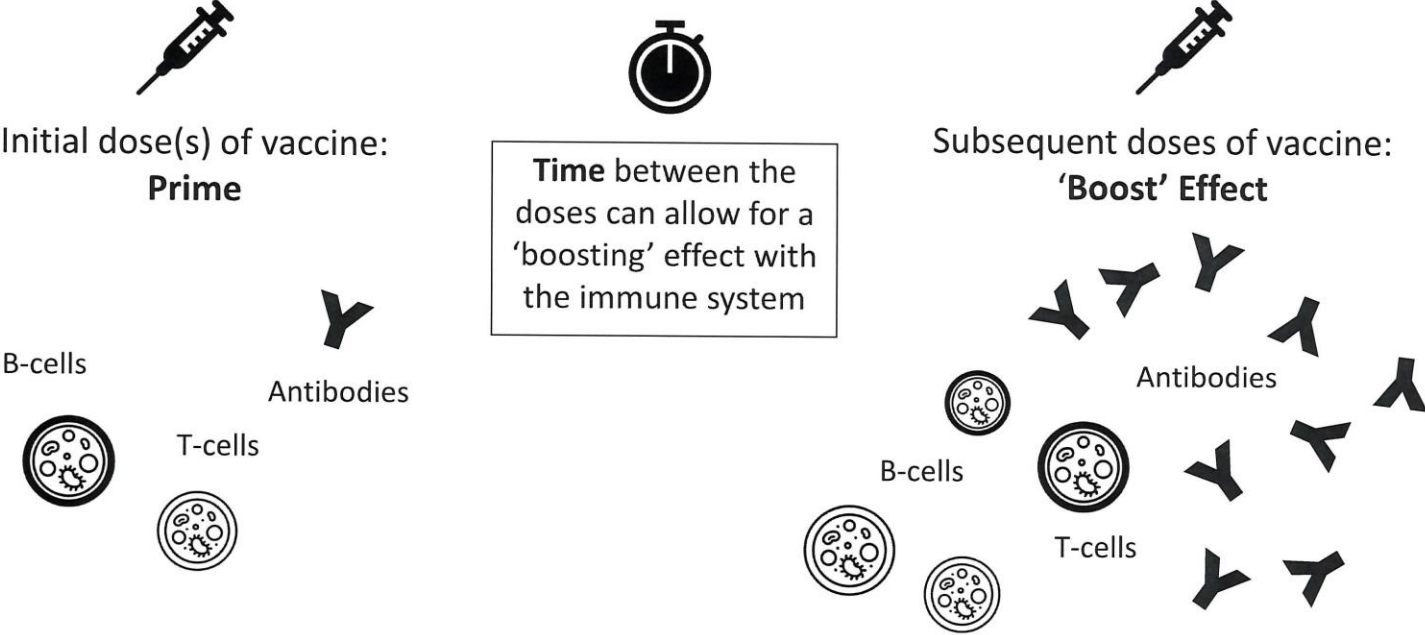 Initial dose(s) of vaccine:
Prime
B-cells
Antibodies
T-cells
Time between the
doses can allow for a
‘boosting’ effect with
the immune system
Subsequent doses of vaccine:
‘Boost’ Effect
Antibodies
B-cells
T-cells